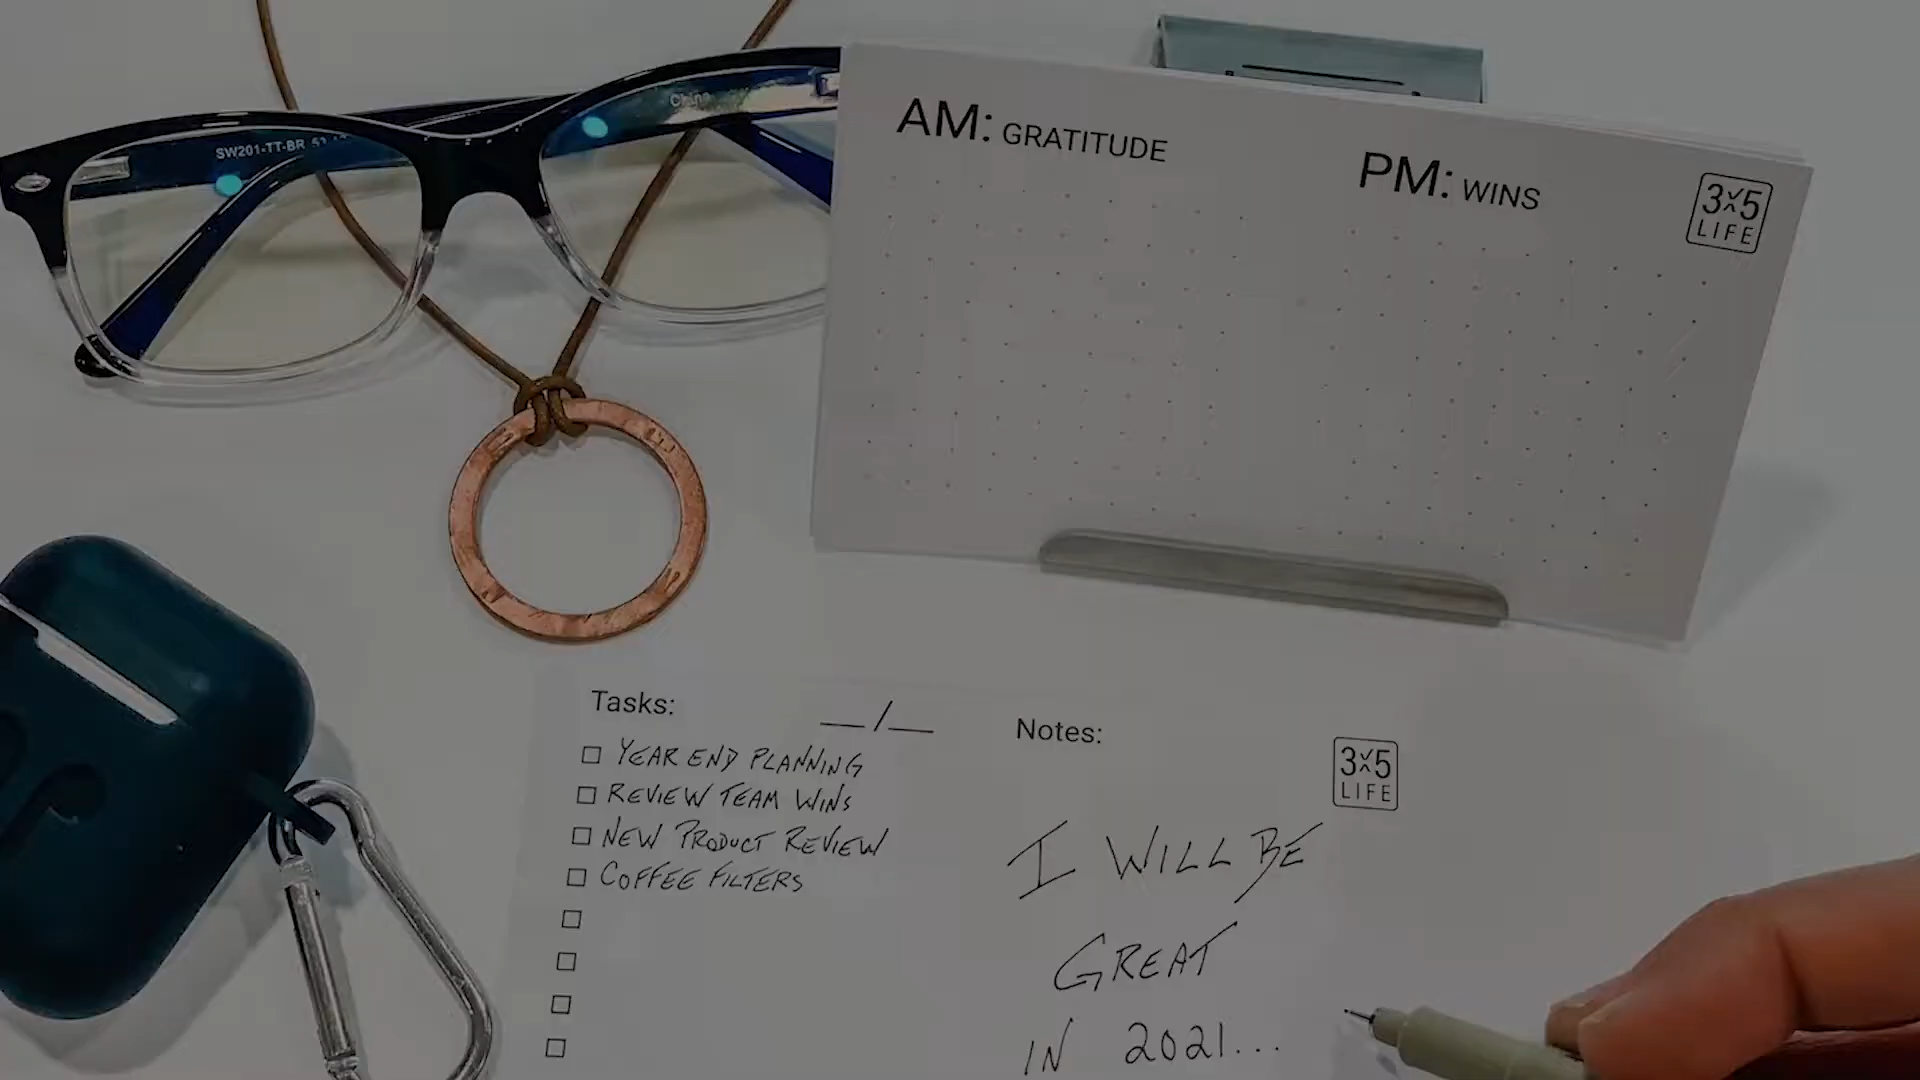 China
SW201-TT-BR
AM: GRATITUDE
PM: WINS
3x5
LIFE
Tasks:
__/__
☐ YEAR END PLANNING
☐ REVIEW TEAM WINS
☐ NEW PRODUCT REVIEW
☐ COFFEE FILTERS
☐
☐
☐
☐
Notes:
3x5
LIFE
I WILL BE
GREAT
IN 2021...